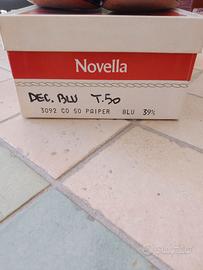 Novella
DEC. BLU T.50
3092 CO 50 PAIPER BLU 39½